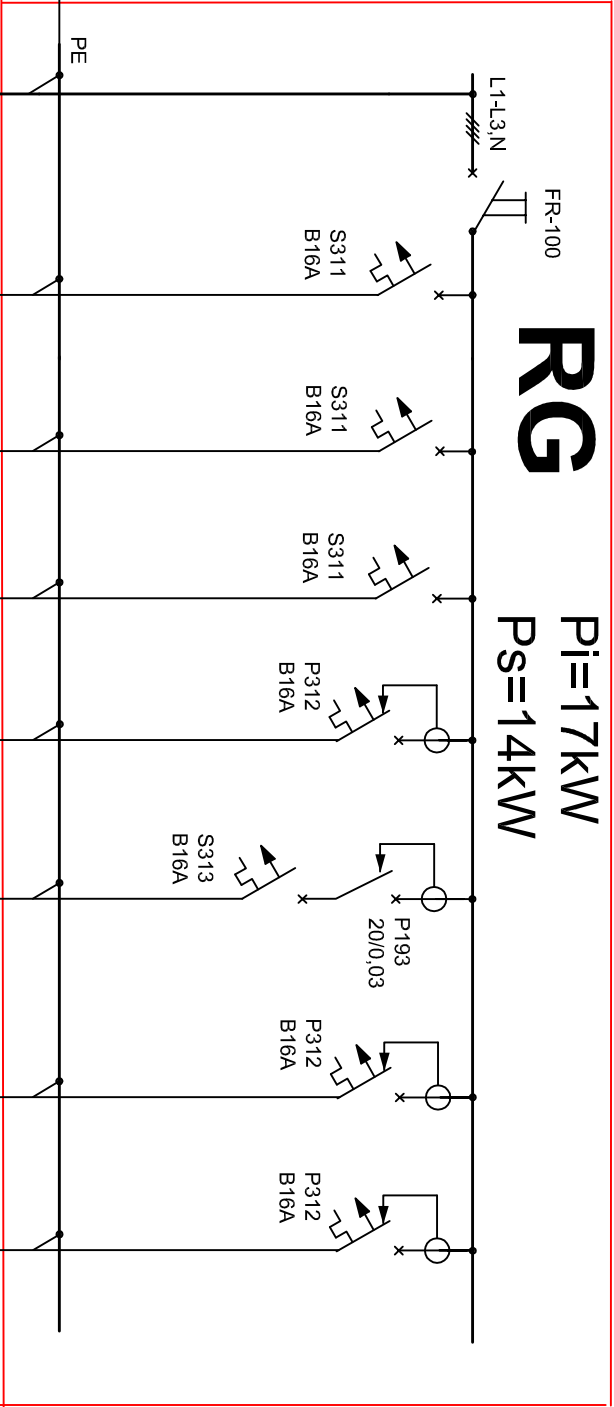 RG
Pi=17kW
Ps=14kW
FR-100
L1-L3,N
PE
S311
B16A
S311
B16A
S311
B16A
P312
B16A
P193
20/0,03
S313
B16A
P312
B16A
P312
B16A